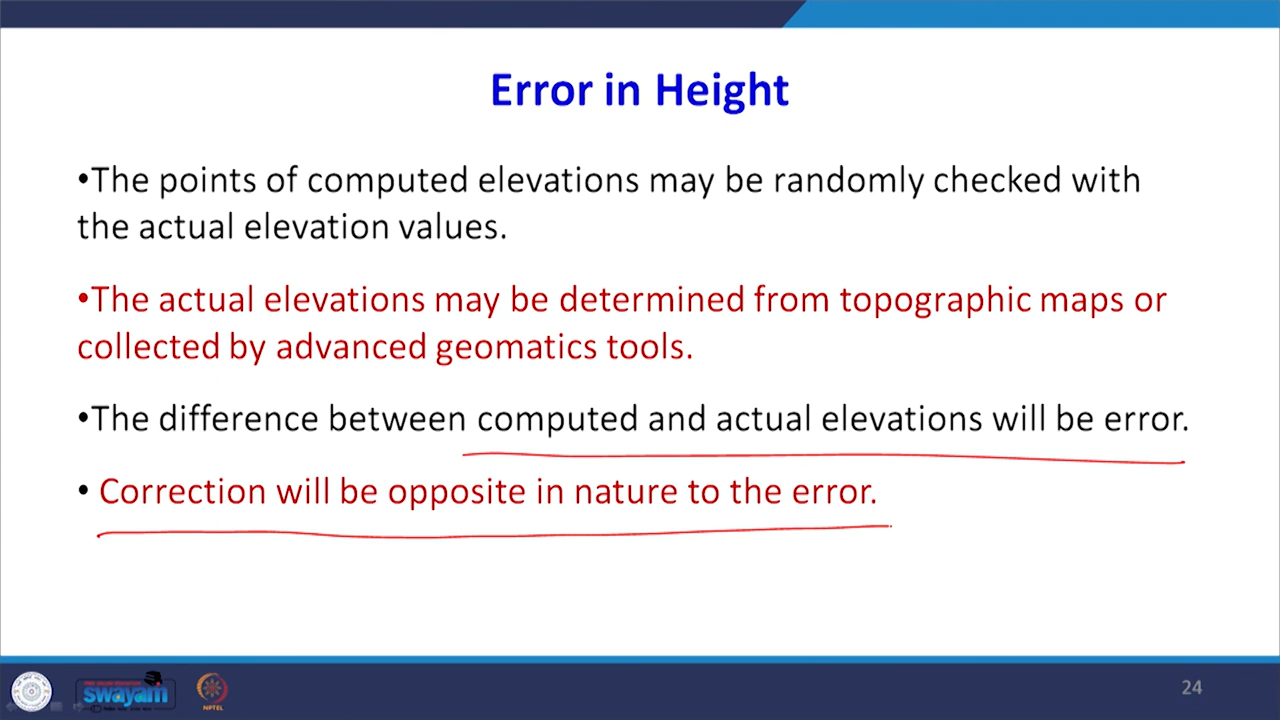 Error in Height
•The points of computed elevations may be randomly checked with
the actual elevation values.
•The actual elevations may be determined from topographic maps or
collected by advanced geomatics tools.
•The difference between computed and actual elevations will be error.
• Correction will be opposite in nature to the error.
swayam
NPTEL
24